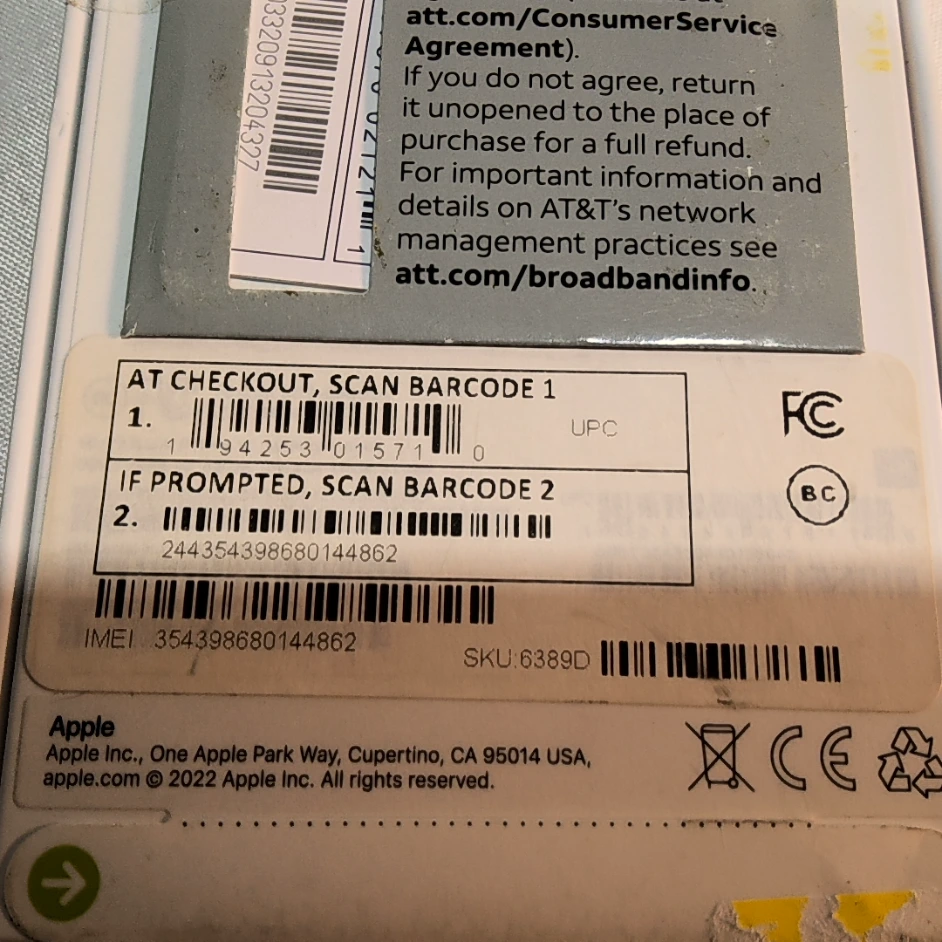 att.com/ConsumerService
Agreement).
If you do not agree, return
it unopened to the place of
purchase for a full refund.
For important information and
details on AT&T's network
management practices see
att.com/broadbandinfo.
AT CHECKOUT, SCAN BARCODE 1
1.
1 94253 01571 0
UPC
FC
IF PROMPTED, SCAN BARCODE 2
2.
244354398680144862
BC
IMEI 354398680144862
SKU:6389D
Apple
Apple Inc., One Apple Park Way, Cupertino, CA 95014 USA,
apple.com © 2022 Apple Inc. All rights reserved.
CE